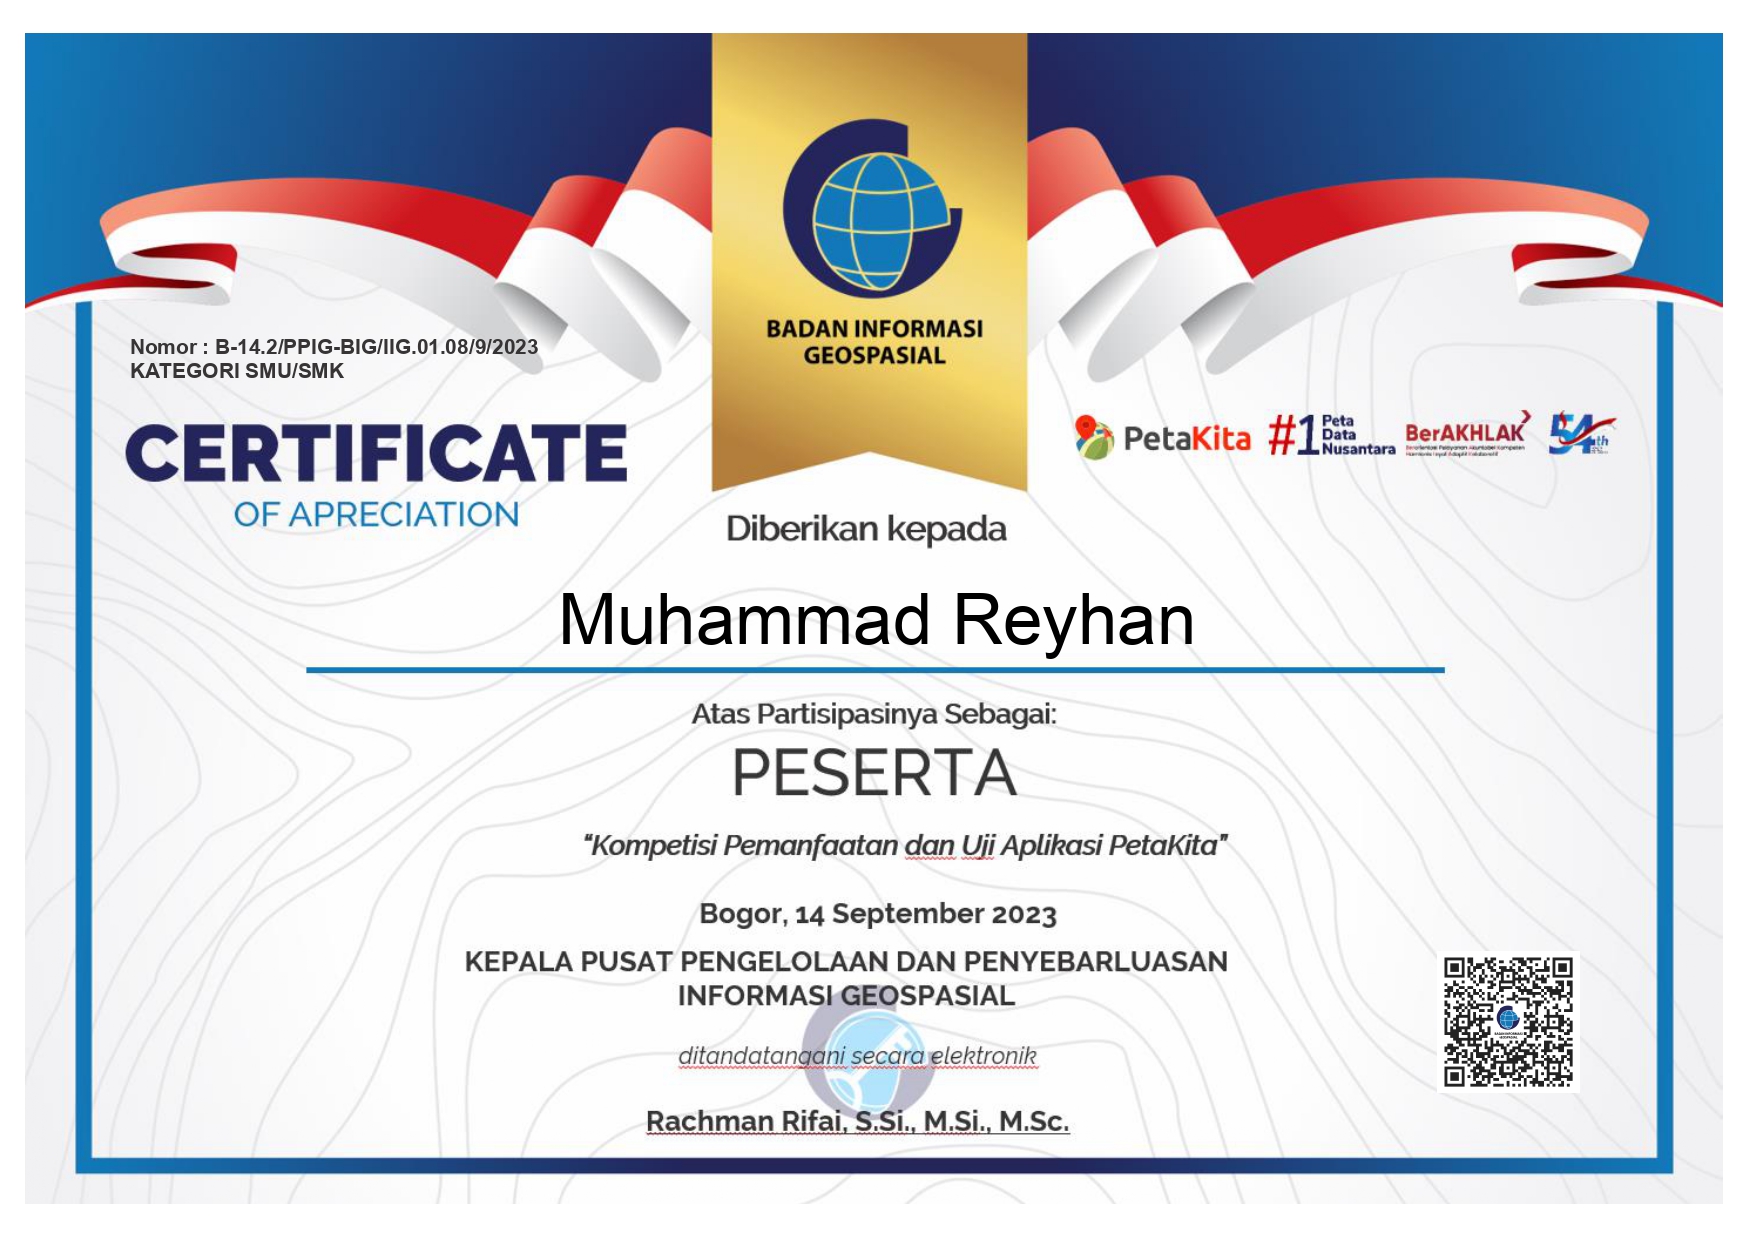 BADAN INFORMASI
GEOSPASIAL
Nomor : B-14.2/PPIG-BIG/IIG.01.08/9/2023
KATEGORI SMU/SMK
CERTIFICATE
OF APRECIATION
PetaKita
#1 Peta
Data
Nusantara
BerAKHLAK
54th
Diberikan kepada
Muhammad Reyhan
Atas Partisipasinya Sebagai:
PESERTA
“Kompetisi Pemanfaatan dan Uji Aplikasi PetaKita”
Bogor, 14 September 2023
KEPALA PUSAT PENGELOLAAN DAN PENYEBARLUASAN
INFORMASI GEOSPASIAL
ditandatangani secara elektronik
Rachman Rifai, S.Si., M.Si., M.Sc.